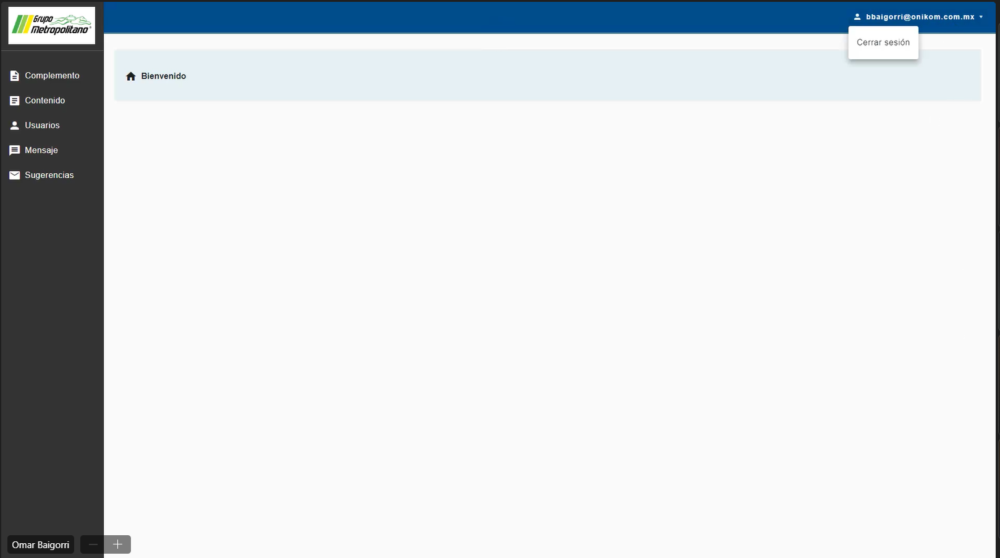 Grupo
Metropolitano
bbaigorri@onikom.com.mx
Cerrar sesión
Bienvenido
Complemento
Contenido
Usuarios
Mensaje
Sugerencias
Omar Baigorri